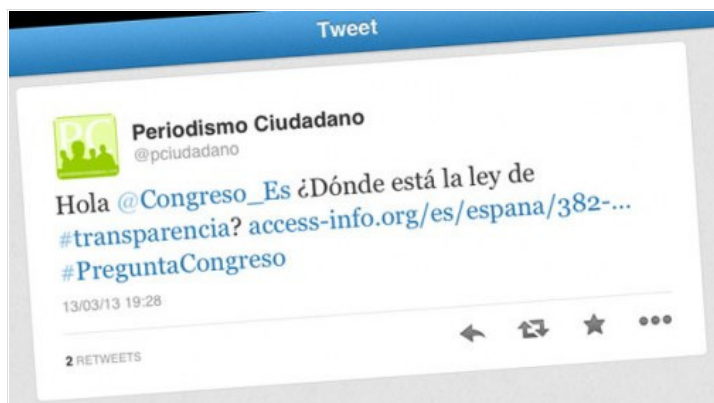 Tweet
PC
Periodismo Ciudadano
@pciudadano
Hola @Congreso_Es ¿Dónde está la ley de
#transparencia? access-info.org/es/espana/382-...
#PreguntaCongreso
13/03/13 19:28
2 RETWEETS